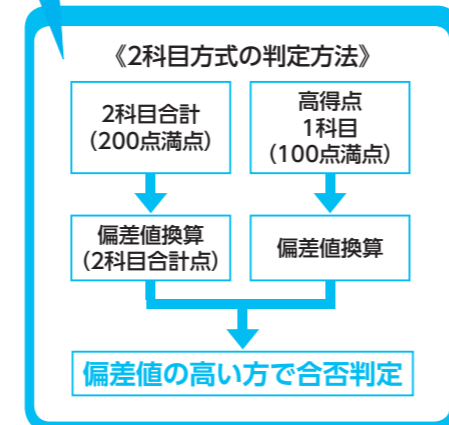 《2科目方式の判定方法》
2科目合計
(200点満点)
高得点
1科目
(100点満点)
偏差値換算
(2科目合計点)
偏差値換算
偏差値の高い方で合否判定